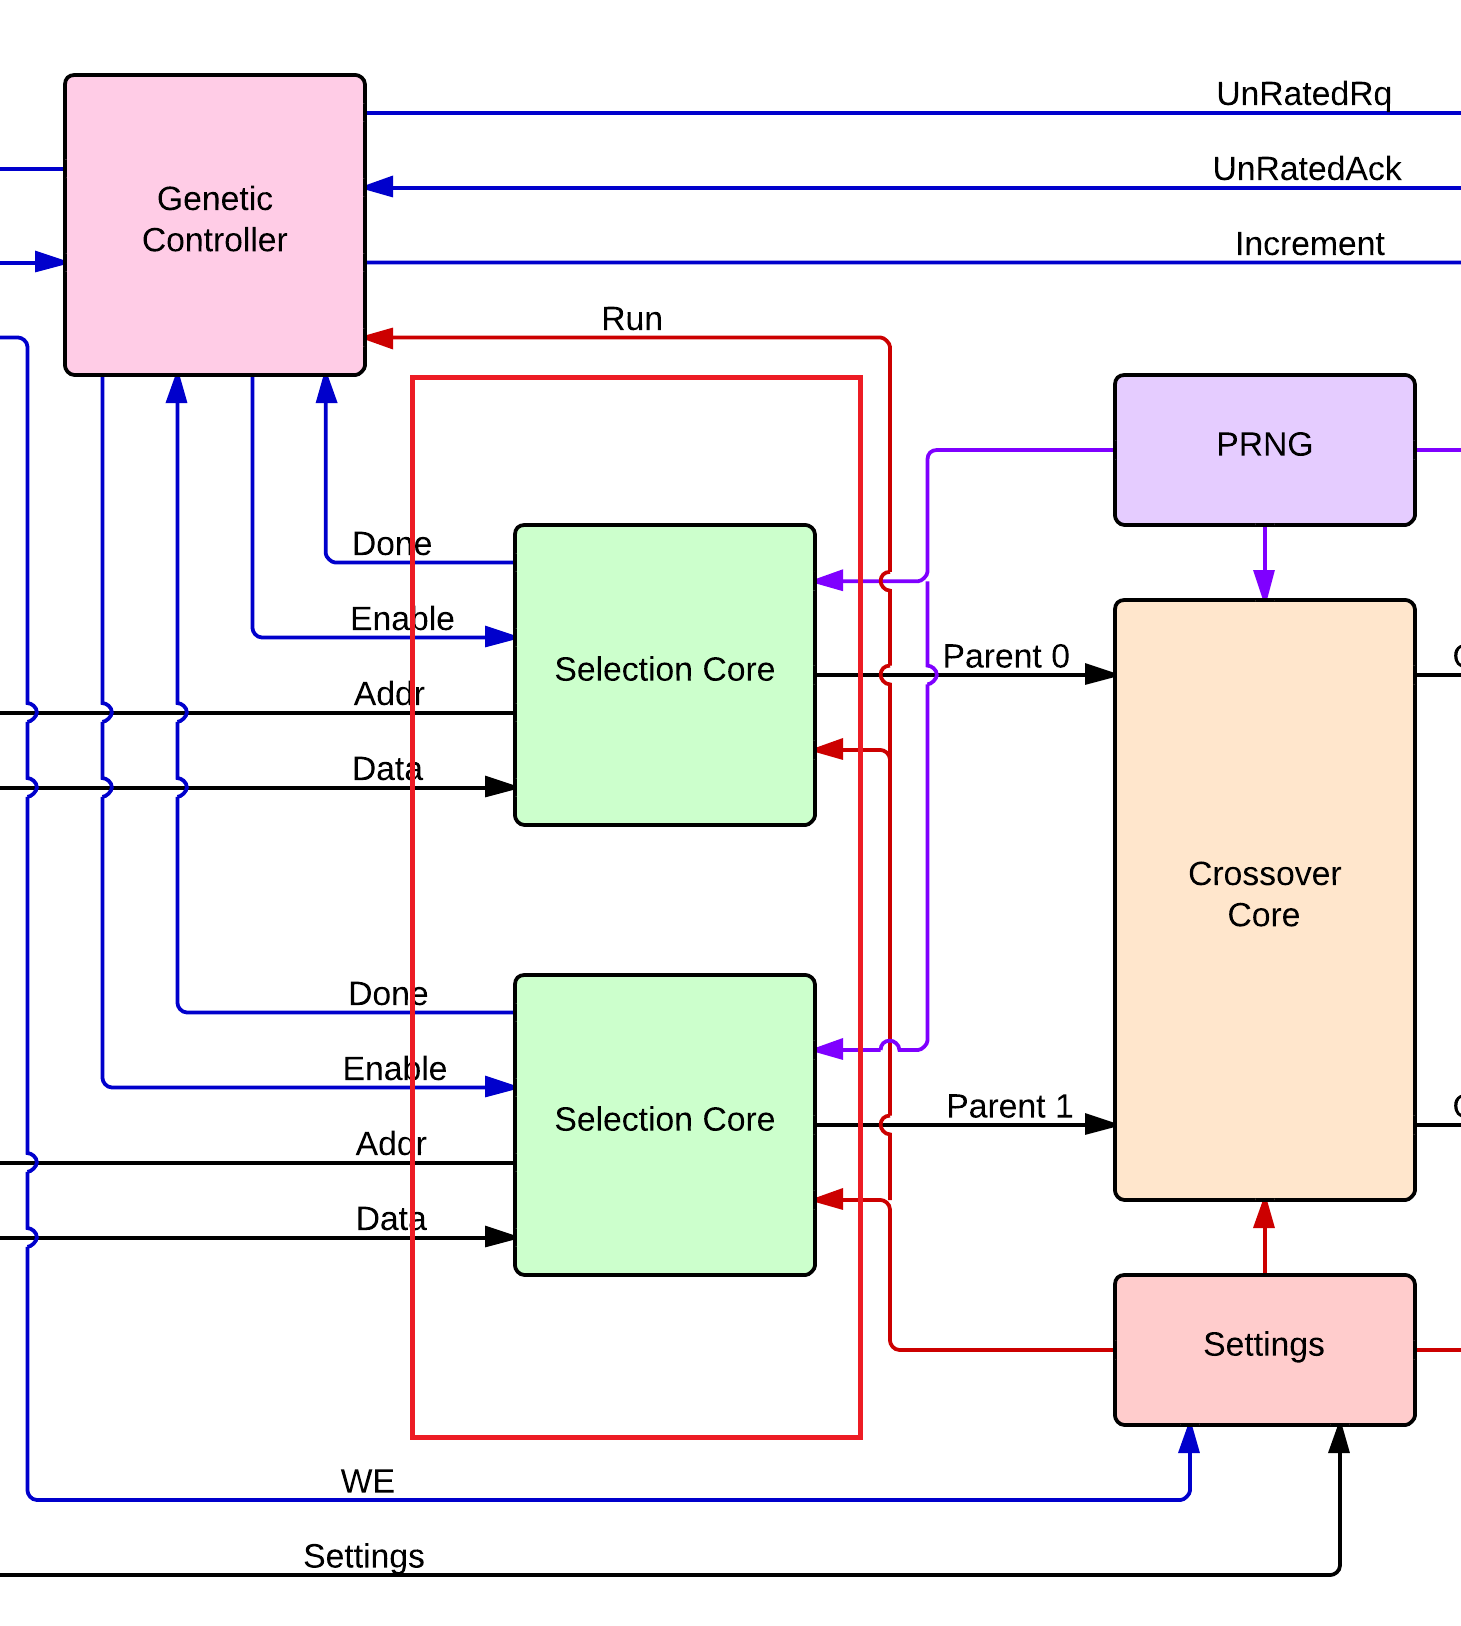 UnRatedRq
UnRatedAck
Genetic
Controller
Increment
Run
PRNG
Done
Enable
Selection Core
Parent 0
Addr
Data
Crossover
Core
Done
Enable
Selection Core
Parent 1
Addr
Data
Settings
WE
Settings